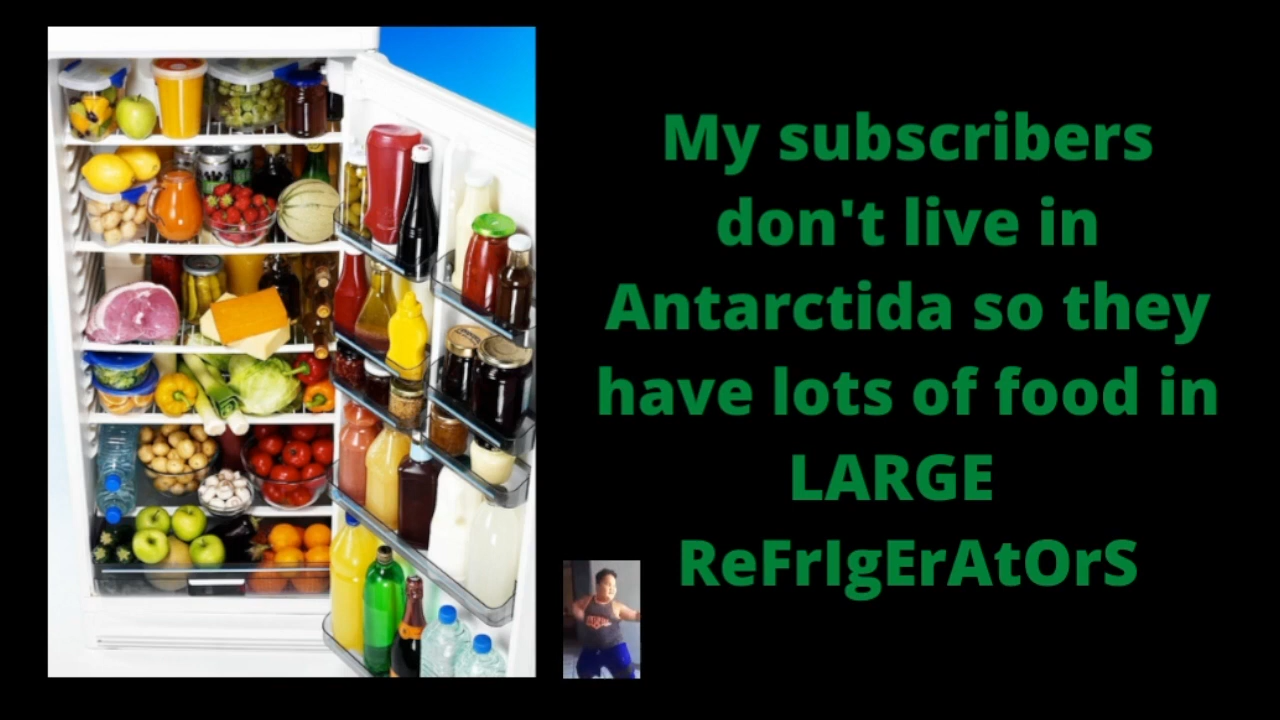 My subscribers
don't live in
Antarctida so they
have lots of food in
LARGE
ReFrIgErAtOrS